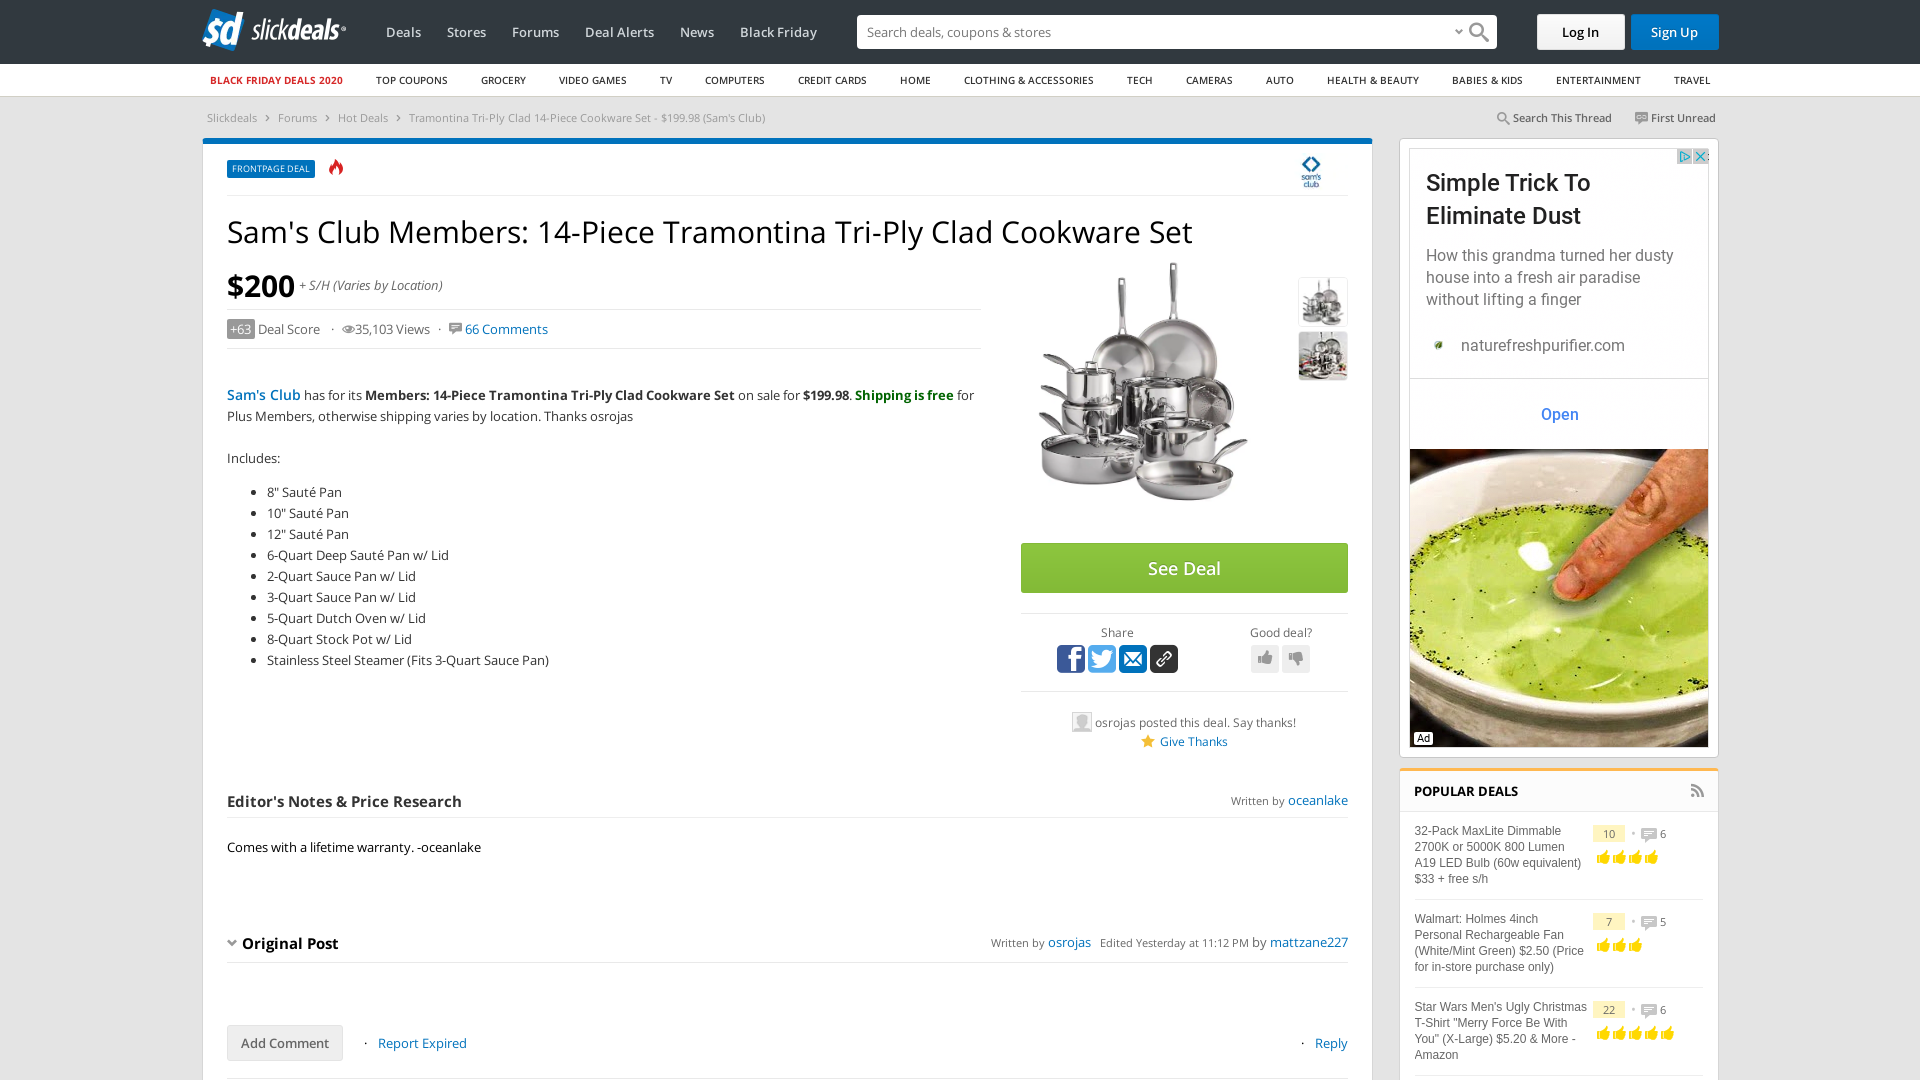 slickdeals
Deals
Stores
Forums
Deal Alerts
News
Black Friday
Search deals, coupons & stores
Log In
Sign Up
BLACK FRIDAY DEALS 2020
TOP COUPONS
GROCERY
VIDEO GAMES
TV
COMPUTERS
CREDIT CARDS
HOME
CLOTHING & ACCESSORIES
TECH
CAMERAS
AUTO
HEALTH & BEAUTY
BABIES & KIDS
ENTERTAINMENT
TRAVEL
Slickdeals › Forums › Hot Deals › Tramontina Tri-Ply Clad 14-Piece Cookware Set - $199.98 (Sam's Club)
Search This Thread
First Unread
FRONTPAGE DEAL
sam's club
Sam's Club Members: 14-Piece Tramontina Tri-Ply Clad Cookware Set
$200 + S/H (Varies by Location)
+63 Deal Score · 35,103 Views · 66 Comments
Sam's Club has for its Members: 14-Piece Tramontina Tri-Ply Clad Cookware Set on sale for $199.98. Shipping is free for
Plus Members, otherwise shipping varies by location. Thanks osrojas
Includes:
• 8" Sauté Pan
• 10" Sauté Pan
• 12" Sauté Pan
• 6-Quart Deep Sauté Pan w/ Lid
• 2-Quart Sauce Pan w/ Lid
• 3-Quart Sauce Pan w/ Lid
• 5-Quart Dutch Oven w/ Lid
• 8-Quart Stock Pot w/ Lid
• Stainless Steel Steamer (Fits 3-Quart Sauce Pan)
See Deal
Share
Good deal?
osrojas posted this deal. Say thanks!
Give Thanks
Editor's Notes & Price Research
Written by oceanlake
Comes with a lifetime warranty. -oceanlake
Original Post
Written by osrojas Edited Yesterday at 11:12 PM by mattzane227
Add Comment · Report Expired
· Reply
Simple Trick To
Eliminate Dust
How this grandma turned her dusty
house into a fresh air paradise
without lifting a finger
naturefreshpurifier.com
Open
Ad
POPULAR DEALS
32-Pack MaxLite Dimmable
2700K or 5000K 800 Lumen
A19 LED Bulb (60w equivalent)
$33 + free s/h
10 • 6
Walmart: Holmes 4inch
Personal Rechargeable Fan
(White/Mint Green) $2.50 (Price
for in-store purchase only)
7 • 5
Star Wars Men's Ugly Christmas
T-Shirt "Merry Force Be With
You" (X-Large) $5.20 & More -
Amazon
22 • 6